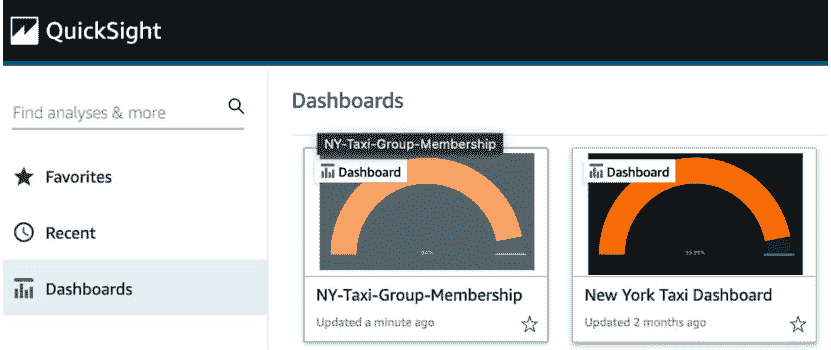 QuickSight
Find analyses & more
Favorites
Recent
Dashboards
Dashboards
NY-Taxi-Group-Membership
Dashboard
NY-Taxi-Group-Membership
Updated a minute ago
Dashboard
New York Taxi Dashboard
Updated 2 months ago